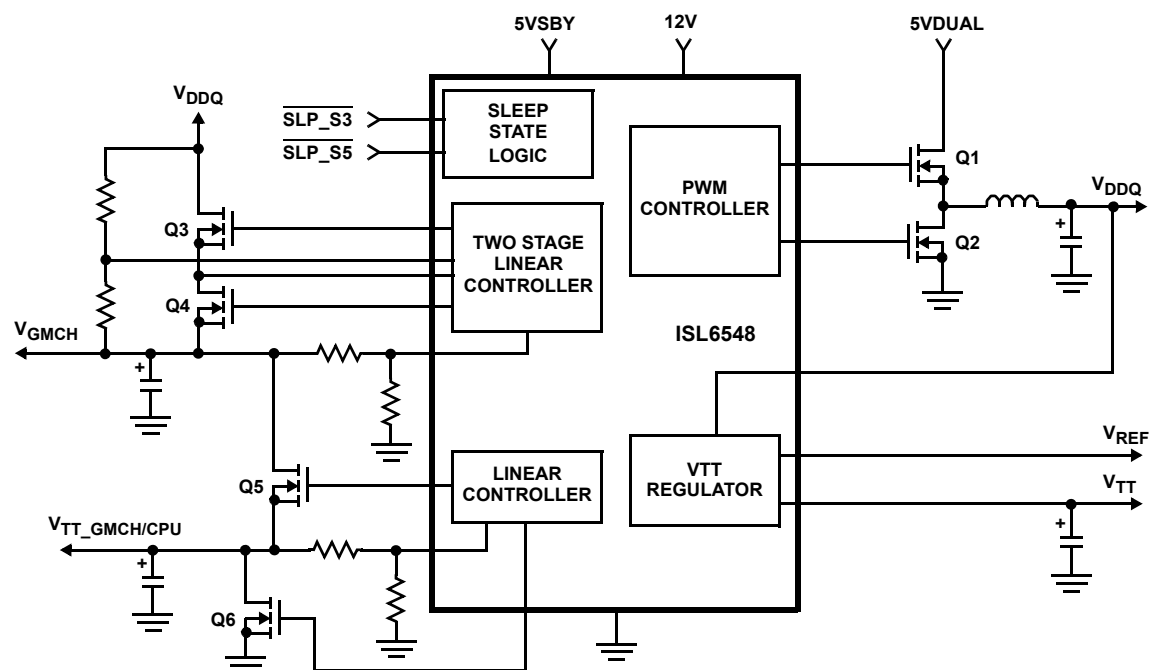 5VSBY
12V
5VDUAL
VDDQ
SLP_S3
SLP_S5
SLEEP
STATE
LOGIC
PWM
CONTROLLER
Q1
VDDQ
Q2
Q3
TWO STAGE
LINEAR
CONTROLLER
Q4
VGMCH
+
+
ISL6548
VREF
VTT
REGULATOR
VTT
+
Q5
LINEAR
CONTROLLER
VTT_GMCH/CPU
+
Q6